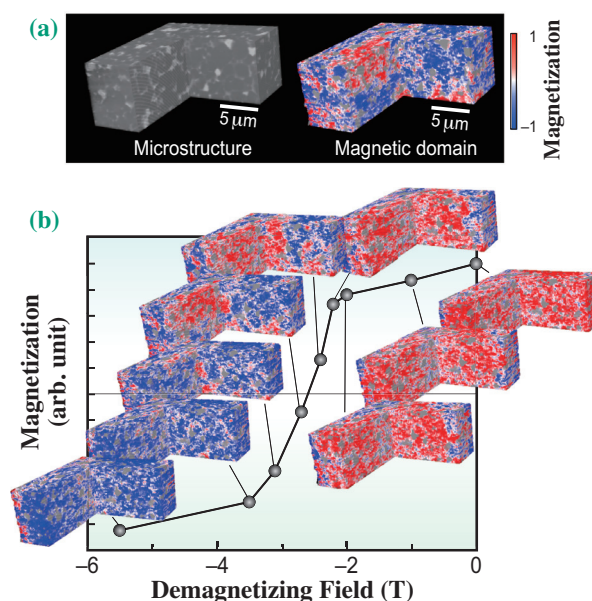 (a)
5 μm
5 μm
Microstructure
Magnetic domain
1
−1
Magnetization
(b)
Magnetization
(arb. unit)
−6
−4
−2
0
Demagnetizing Field (T)